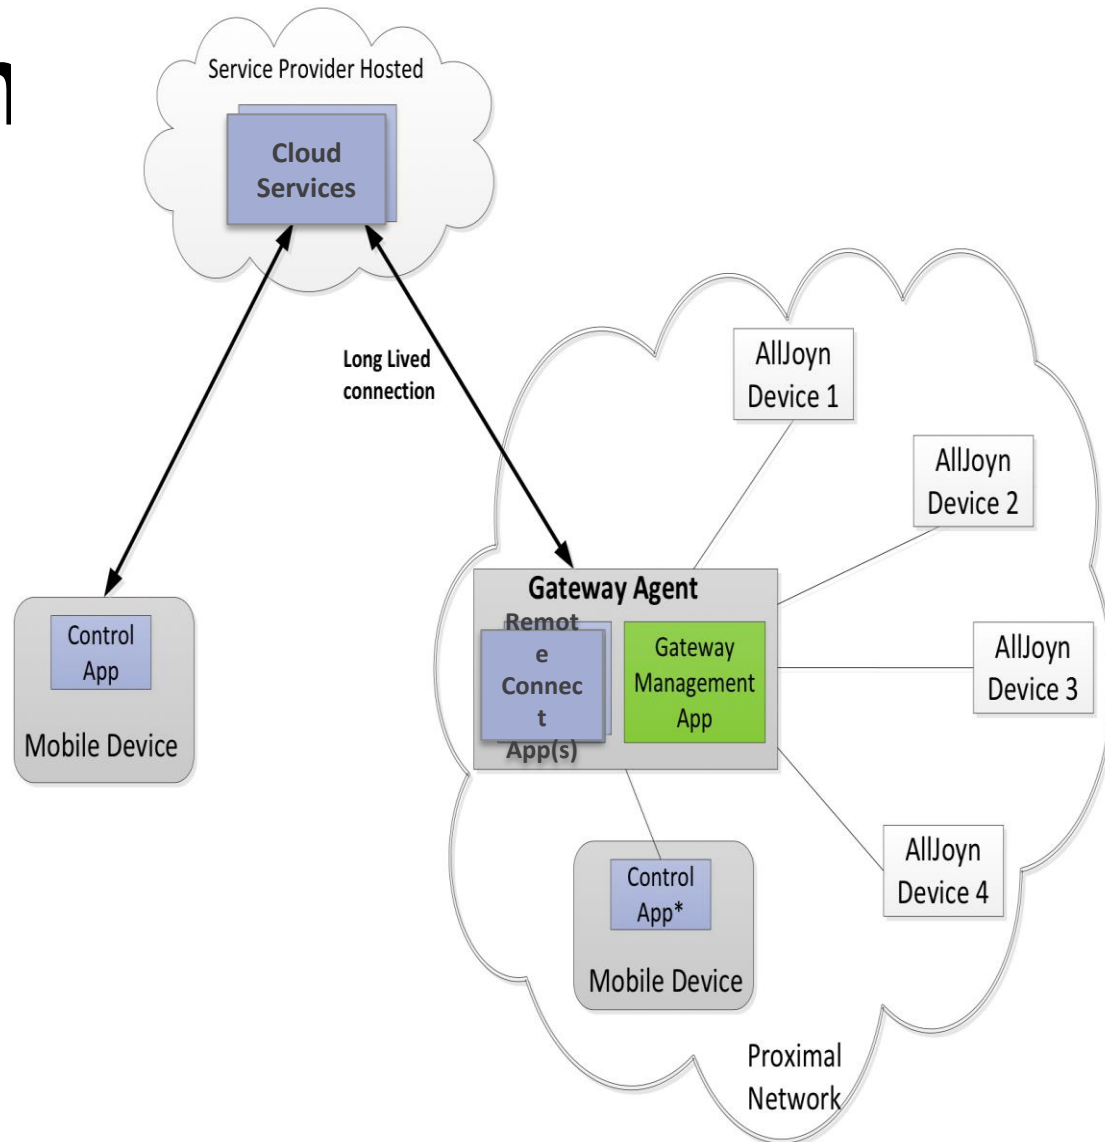 Service Provider Hosted
Cloud
Services
Long Lived
connection
AllJoyn
Device 1
AllJoyn
Device 2
Gateway Agent
Remot
e
Connec
t
App(s)
Gateway
Management
App
AllJoyn
Device 3
Control
App
Mobile Device
AllJoyn
Device 4
Control
App*
Mobile Device
Proximal
Network